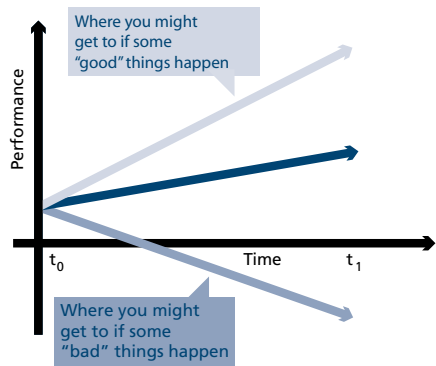 Where you might
get to if some
“good” things happen
Performance
t0
Time
t1
Where you might
get to if some
“bad” things happen